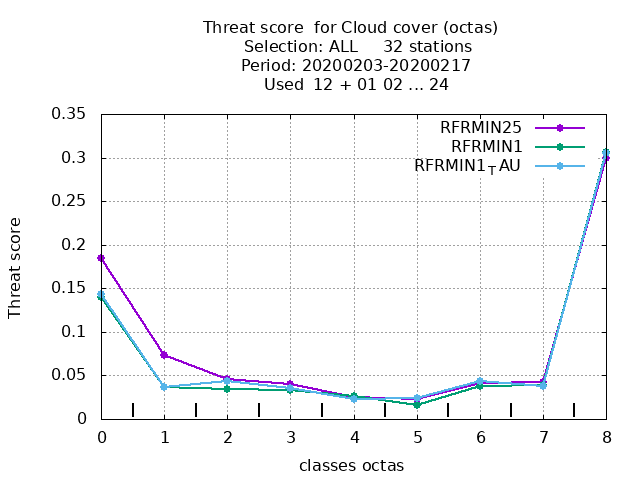 Threat score  for Cloud cover (octas)
Selection: ALL     32 stations
Period: 20200203-20200217
Used  12 + 01 02 ... 24
RFRMIN25
RFRMIN1
RFRMIN1TAU
0.35
0.3
0.25
0.2
0.15
0.1
0.05
0
Threat score
0 1 2 3 4 5 6 7 8
classes octas